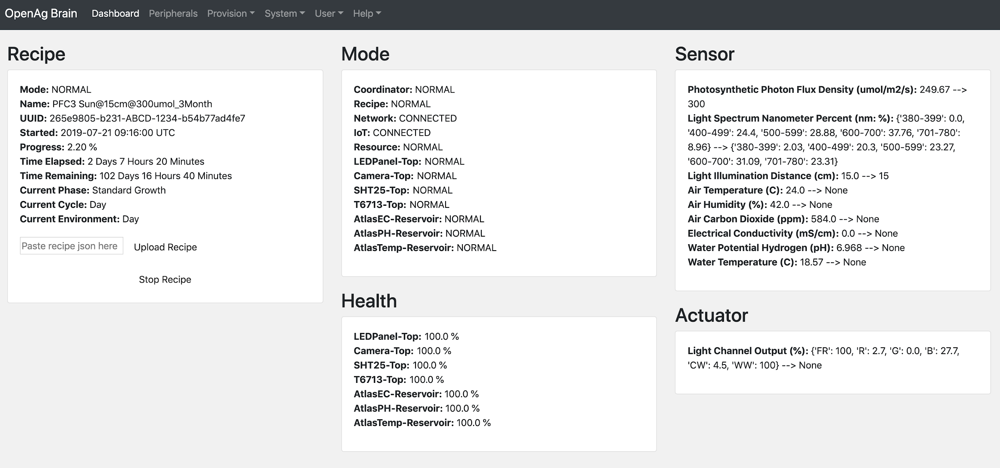 OpenAg Brain Dashboard Peripherals Provision System User Help
Recipe
Mode: NORMAL
Name: PFC3 Sun@15cm@300umol_3Month
UUID: 265e9805-b231-ABCD-1234-b54b77ad4fe7
Started: 2019-07-21 09:16:00 UTC
Progress: 2.20 %
Time Elapsed: 2 Days 7 Hours 20 Minutes
Time Remaining: 102 Days 16 Hours 40 Minutes
Current Phase: Standard Growth
Current Cycle: Day
Current Environment: Day
Paste recipe json here Upload Recipe
Stop Recipe
Mode
Coordinator: NORMAL
Recipe: NORMAL
Network: CONNECTED
IoT: CONNECTED
Resource: NORMAL
LEDPanel-Top: NORMAL
Camera-Top: NORMAL
SHT25-Top: NORMAL
T6713-Top: NORMAL
AtlasEC-Reservoir: NORMAL
AtlasPH-Reservoir: NORMAL
AtlasTemp-Reservoir: NORMAL
Health
LEDPanel-Top: 100.0 %
Camera-Top: 100.0 %
SHT25-Top: 100.0 %
T6713-Top: 100.0 %
AtlasEC-Reservoir: 100.0 %
AtlasPH-Reservoir: 100.0 %
AtlasTemp-Reservoir: 100.0 %
Sensor
Photosynthetic Photon Flux Density (umol/m2/s): 249.67 -->
300
Light Spectrum Nanometer Percent (nm: %): {'380-399': 0.0,
'400-499': 24.4, '500-599': 28.88, '600-700': 37.76, '701-780':
8.96} --> {'380-399': 2.03, '400-499': 20.3, '500-599': 23.27,
'600-700': 31.09, '701-780': 23.31}
Light Illumination Distance (cm): 15.0 --> 15
Air Temperature (C): 24.0 --> None
Air Humidity (%): 42.0 --> None
Air Carbon Dioxide (ppm): 584.0 --> None
Electrical Conductivity (mS/cm): 0.0 --> None
Water Potential Hydrogen (pH): 6.968 --> None
Water Temperature (C): 18.57 --> None
Actuator
Light Channel Output (%): {'FR': 100, 'R': 2.7, 'G': 0.0, 'B': 27.7,
'CW': 4.5, 'WW': 100} --> None